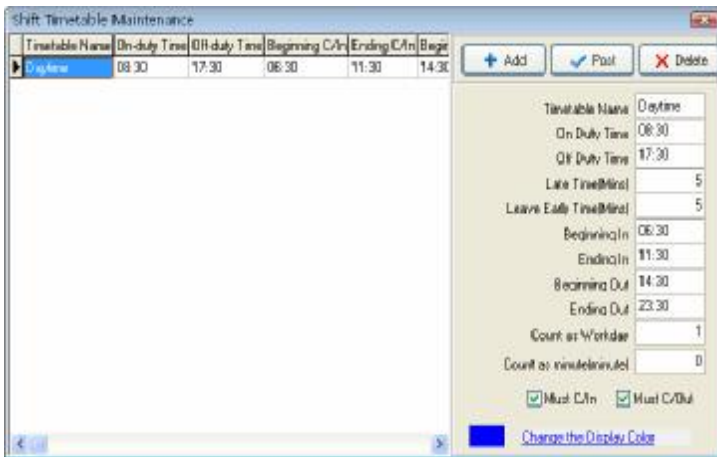 Shift Timetable Maintenance
Timetable Name On-duty Time Off-duty Time Beginning C/In Ending C/In Begir
Daytime 08:30 17:30 06:30 11:30 14:30
Add Post Delete
Timetable Name Daytime
On Duty Time 08:30
Off Duty Time 17:30
Late Time(Mins) 5
Leave Early Time(Mins) 5
Beginning In 06:30
Ending In 11:30
Beginning Out 14:30
Ending Out 23:30
Count as Workday 1
Count as minute(minute) 0
Must C/In Must C/Out
Change the Display Color